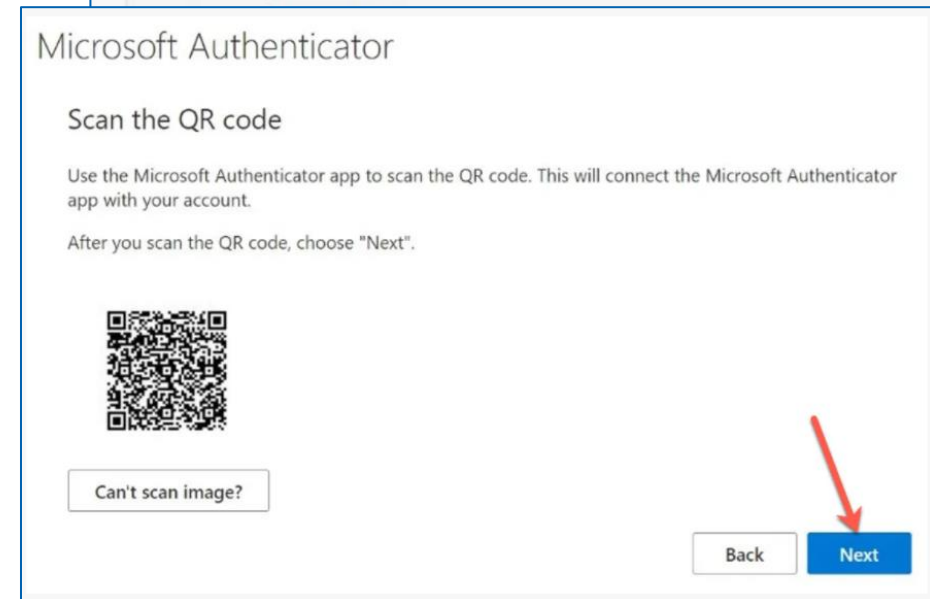 Microsoft Authenticator
Scan the QR code
Use the Microsoft Authenticator app to scan the QR code. This will connect the Microsoft Authenticator
app with your account.
After you scan the QR code, choose "Next".
Can't scan image?
Back
Next